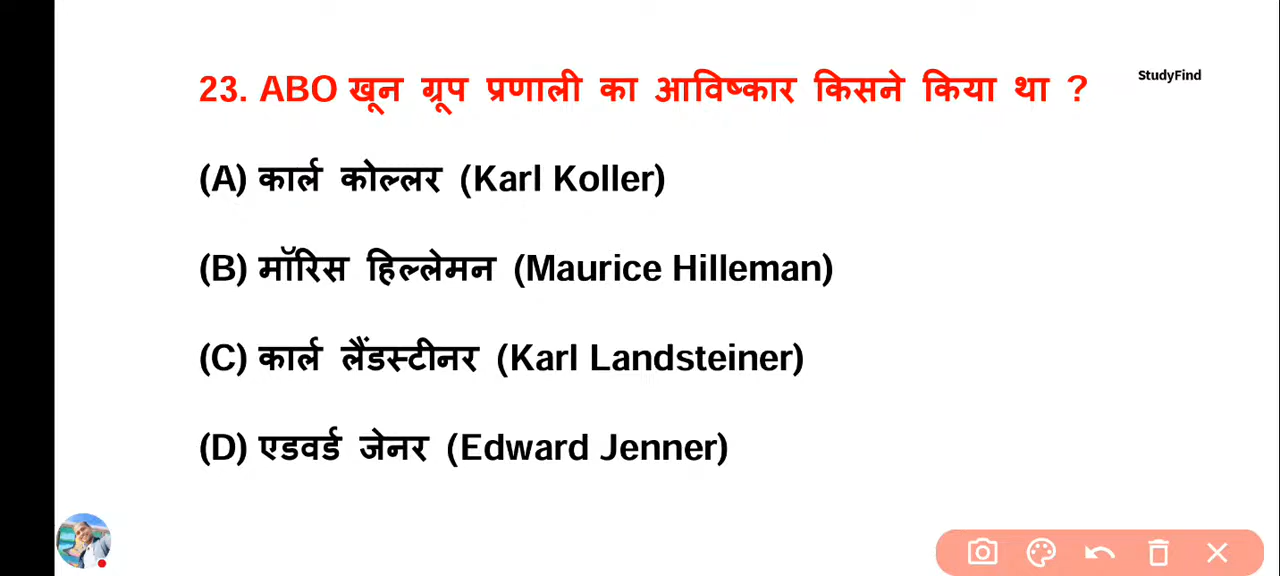 23. ABO खून ग्रूप प्रणाली का आविष्कार किसने किया था ?
StudyFind
(A) कार्ल कोल्लर (Karl Koller)
(B) मॉरिस हिल्लेमन (Maurice Hilleman)
(C) कार्ल लैंडस्टीनर (Karl Landsteiner)
(D) एडवर्ड जेनर (Edward Jenner)